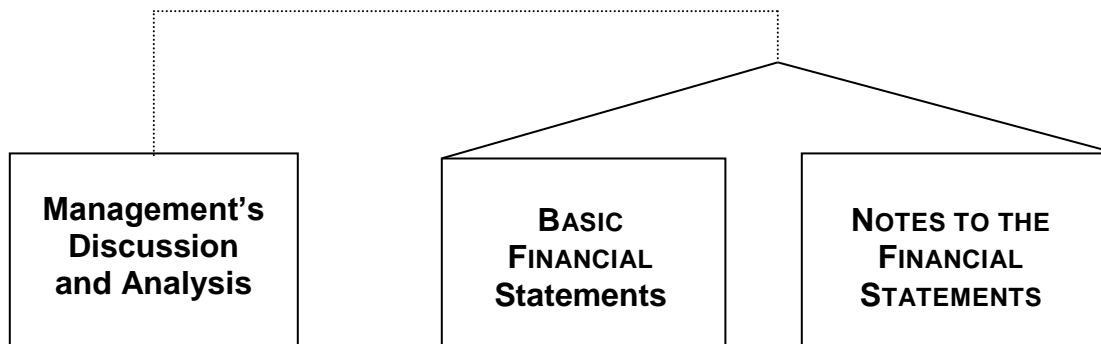 Management’s
Discussion
and Analysis
BASIC
FINANCIAL
Statements
NOTES TO THE
FINANCIAL
STATEMENTS